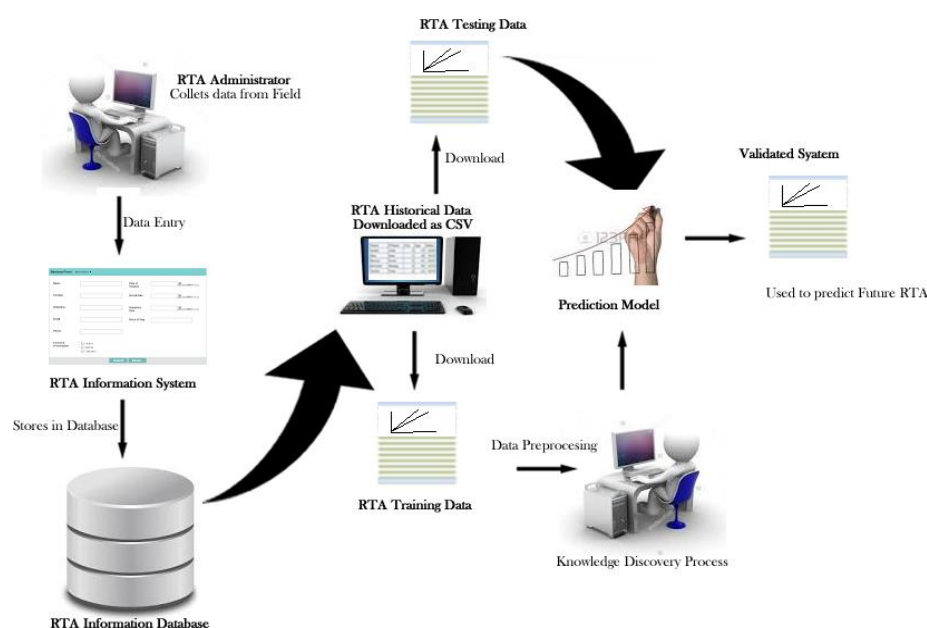 RTA Testing Data
RTA Administrator
Collets data from Field
Download
Validated Syatem
Data Entry
RTA Historical Data
Downloaded as CSV
Used to predict Future RTA
Prediction Model
RTA Information System
Download
Stores in Database
Data Preprocesing
RTA Training Data
Knowledge Discovery Process
RTA Information Database